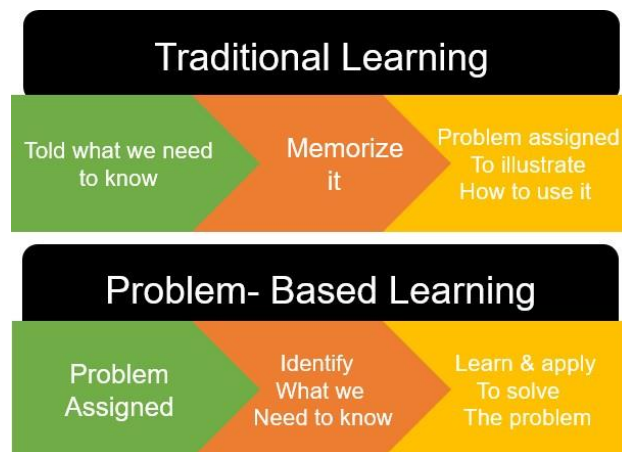 Traditional Learning
Told what we need
to know
Memorize
it
Problem assigned
To illustrate
How to use it
Problem- Based Learning
Problem
Assigned
Identify
What we
Need to know
Learn & apply
To solve
The problem